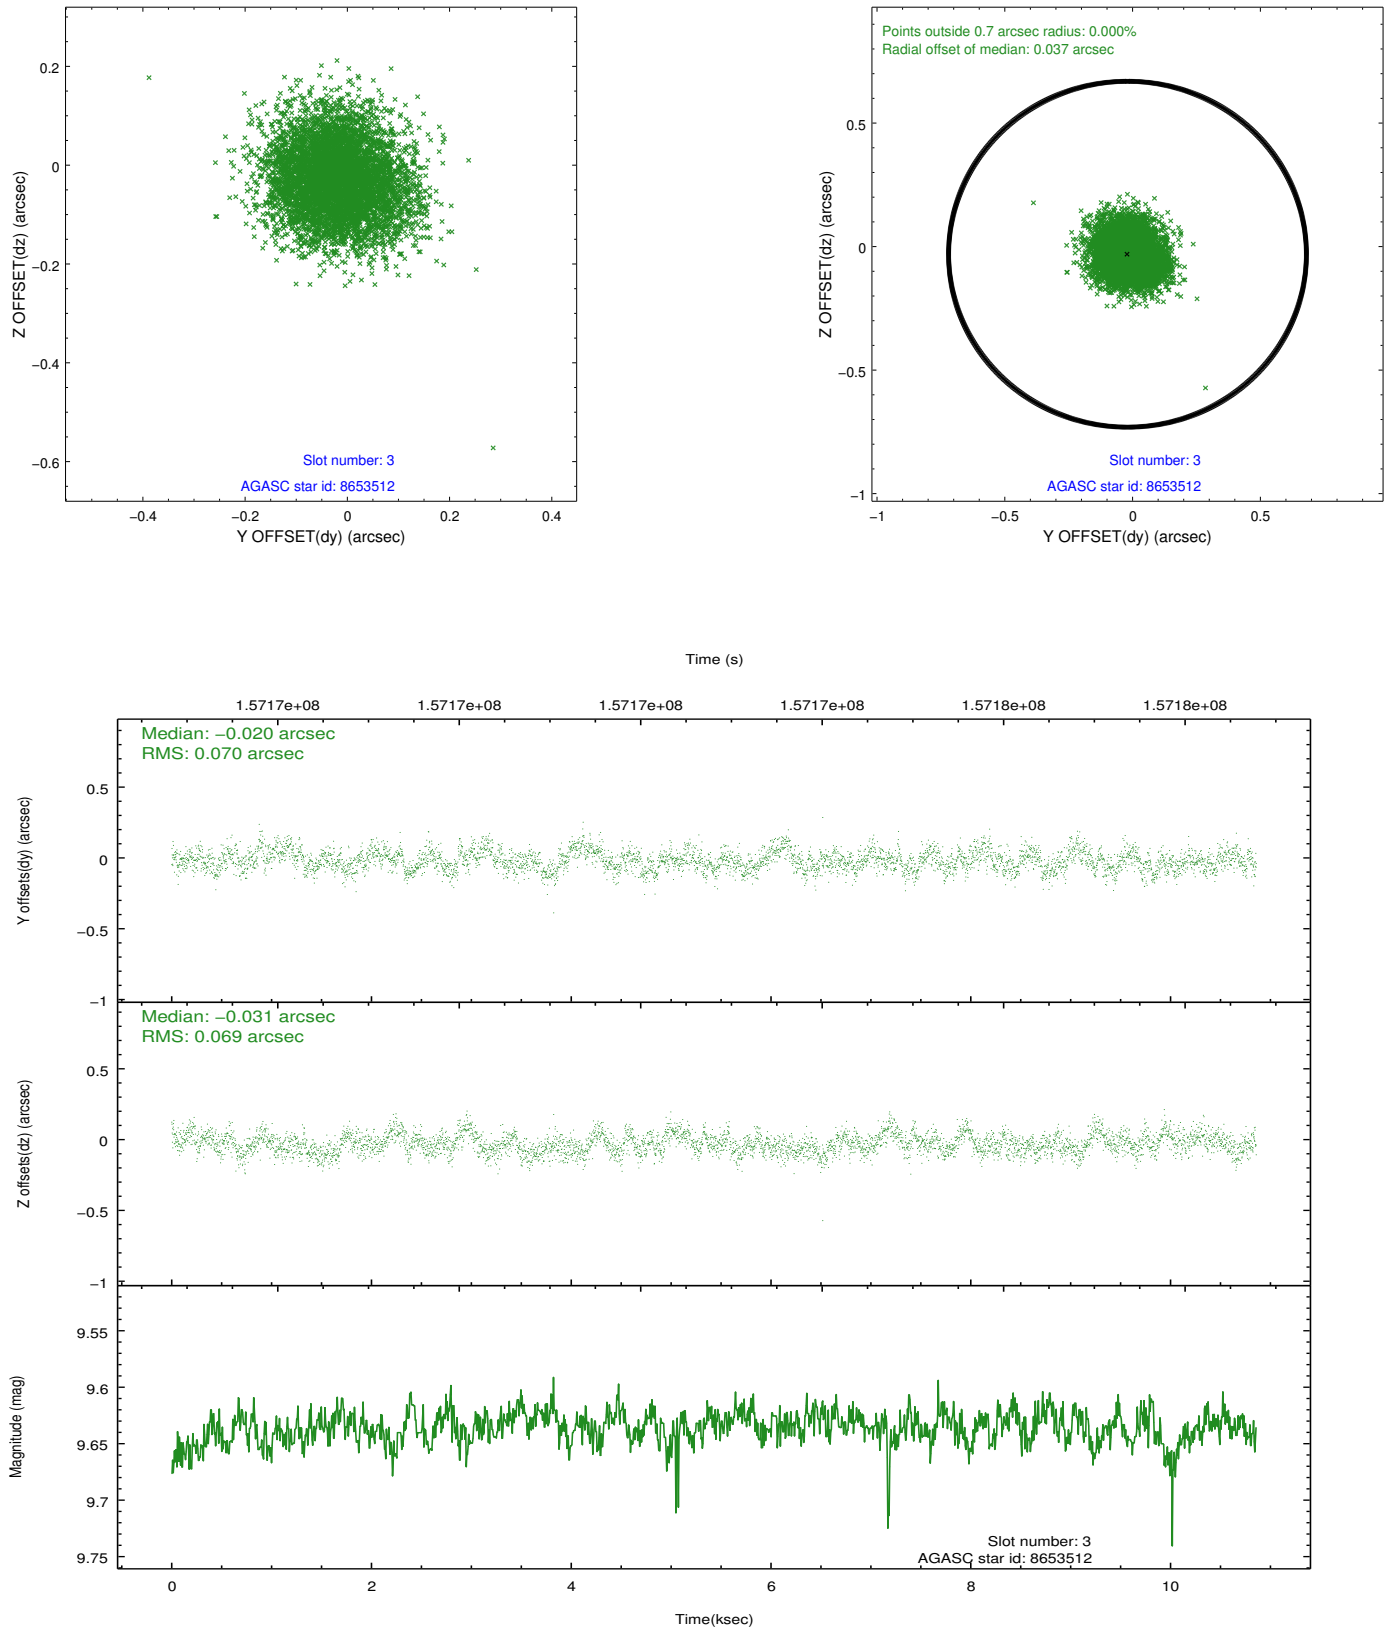 0.2
0
−0.2
−0.4
−0.6
Z OFFSET(dz) (arcsec)
Slot number: 3
AGASC star id: 8653512
−0.4 −0.2 0 0.2 0.4
Y OFFSET(dy) (arcsec)
Points outside 0.7 arcsec radius: 0.000%
Radial offset of median: 0.037 arcsec
0.5
0
−0.5
−1
Z OFFSET(dz) (arcsec)
Slot number: 3
AGASC star id: 8653512
−1 −0.5 0 0.5
Y OFFSET(dy) (arcsec)
Time (s)
1.5717e+08 1.5717e+08 1.5717e+08 1.5717e+08 1.5718e+08 1.5718e+08
Median: −0.020 arcsec
RMS: 0.070 arcsec
0.5
0
−0.5
−1
Y offsets(dy) (arcsec)
Median: −0.031 arcsec
RMS: 0.069 arcsec
0.5
0
−0.5
−1
Z offsets(dz) (arcsec)
9.55
9.6
9.65
9.7
9.75
Magnitude (mag)
Slot number: 3
AGASC star id: 8653512
0 2 4 6 8 10
Time(ksec)